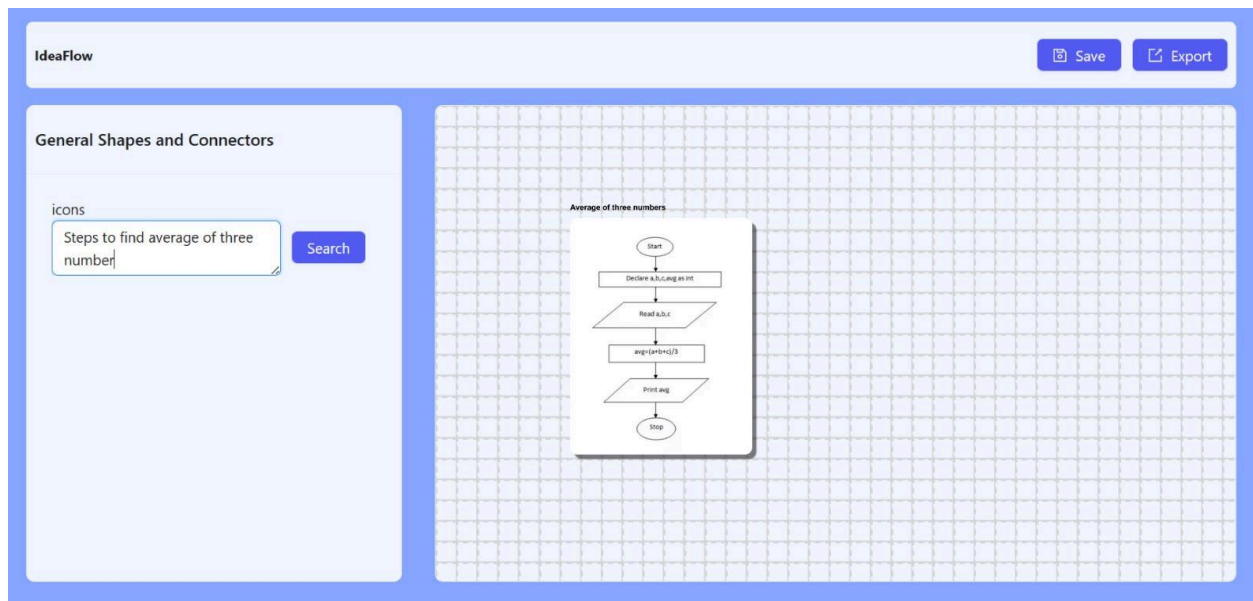 IdeaFlow
Save
Export
General Shapes and Connectors
icons
Steps to find average of three
number
Search
Average of three numbers
Start
Declare a,b,c,avg as int
Read a,b,c
avg=(a+b+c)/3
Print avg
Stop